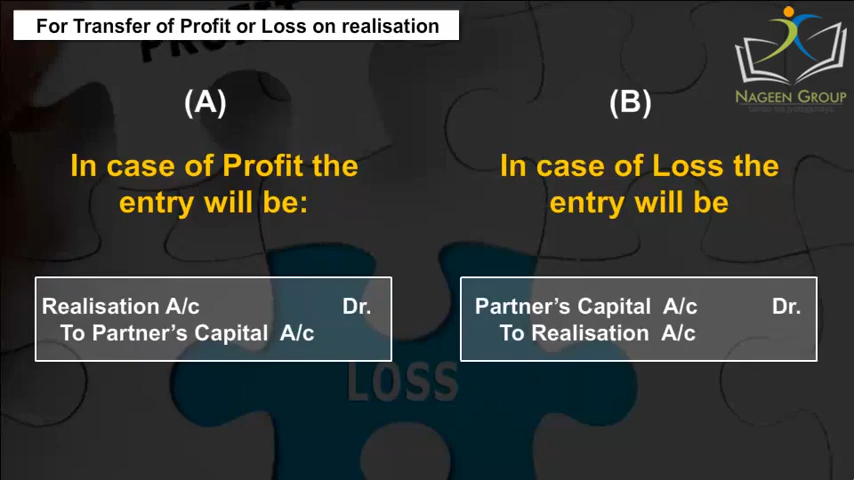 For Transfer of Profit or Loss on realisation
NAGEEN GROUP
(A)
In case of Profit the
entry will be:
Realisation A/c Dr.
To Partner's Capital A/c
(B)
In case of Loss the
entry will be
Partner's Capital A/c Dr.
To Realisation A/c
LOSS